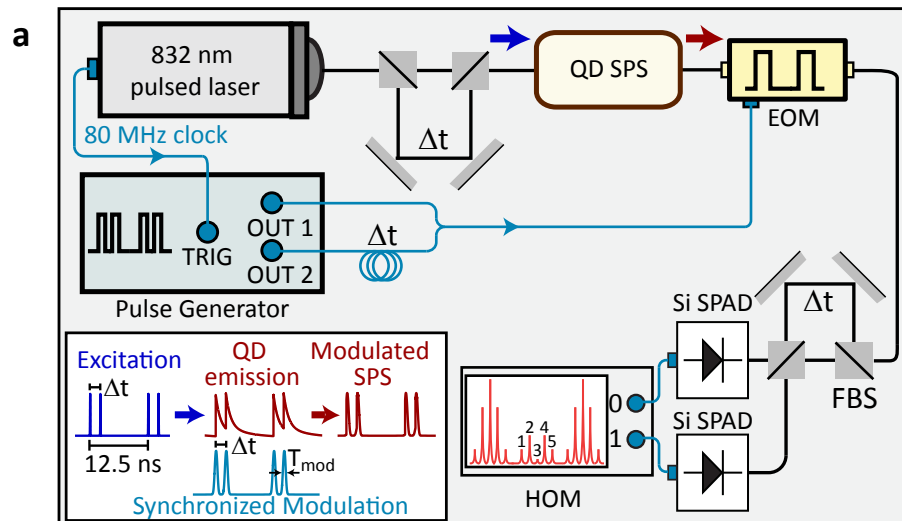 a
832 nm
pulsed laser
Δt
QD SPS
EOM
80 MHz clock
TRIG
OUT 1
OUT 2
Δt
Pulse Generator
Excitation
Δt
12.5 ns
QD
emission
Δt
Modulated
SPS
Tmod
Synchronized Modulation
1
2
3
4
5
0
1
HOM
Si SPAD
Si SPAD
Δt
FBS